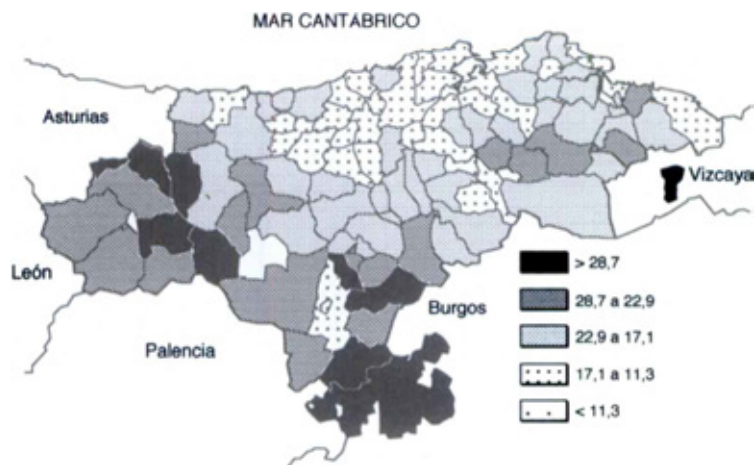 MAR CANTÁBRICO
Asturias
Vizcaya
León
Burgos
Palencia
> 28,7
28,7 a 22,9
22,9 a 17,1
17,1 a 11,3
< 11,3